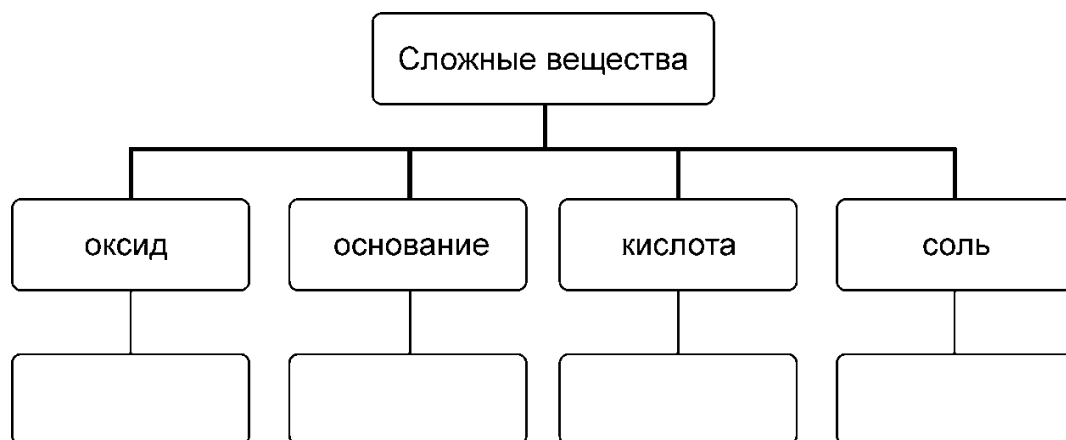 Сложные вещества
оксид
основание
кислота
соль